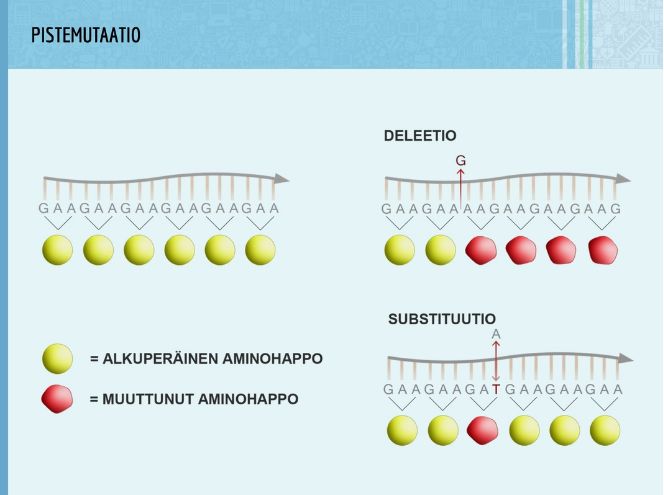 PISTEMUTAATIO
GAAGAAGAAGAAGAAGAA
DELEETIO
G
GAAGAAAAGAAGAAGAAG
SUBSTITUUTIO
A
GAAGAAGATGAAGAAGAA
= ALKUPERÄINEN AMINOHAPPO
= MUUTTUNUT AMINOHAPPO